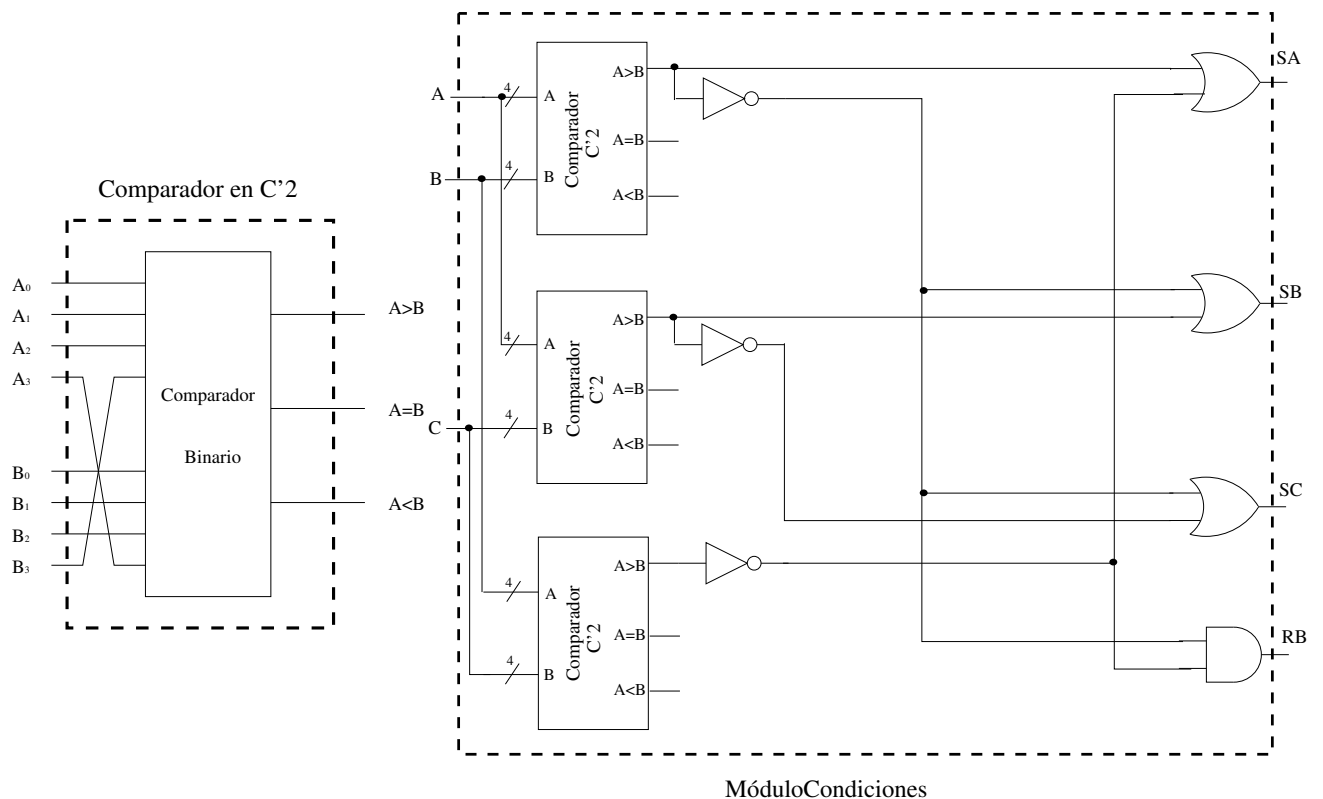 Comparador en C'2
A0
A1
A2
A3
B0
B1
B2
B3
Comparador
Binario
A>B
A=B
A<B
A
B
C
4
A
4
B
Comparador
C'2
A>B
A=B
A<B
4
A
4
B
Comparador
C'2
A>B
A=B
A<B
4
A
4
B
Comparador
C'2
A>B
A=B
A<B
SA
SB
SC
RB
MóduloCondiciones